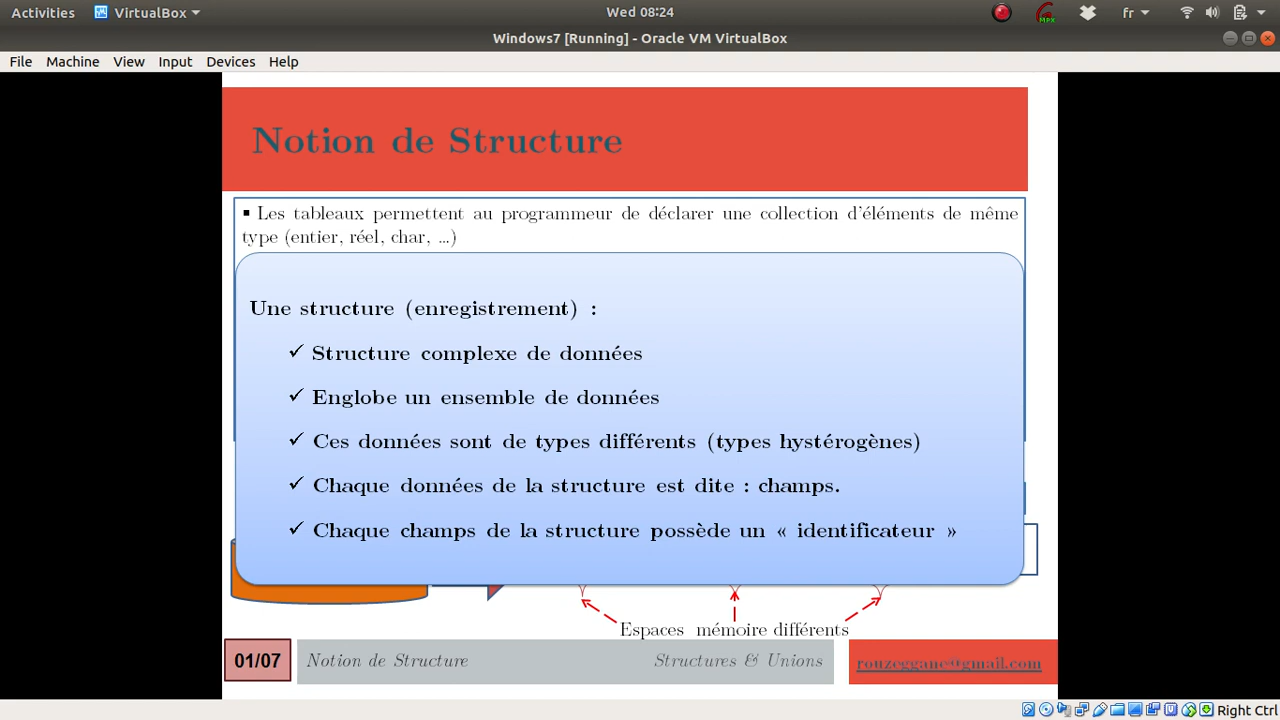 Activities VirtualBox Wed 08:24 fr
Windows7 [Running] - Oracle VM VirtualBox
File Machine View Input Devices Help
Notion de Structure
▪ Les tableaux permettent au programmeur de déclarer une collection d'éléments de même
type (entier, réel, char, ...)
Une structure (enregistrement) :
✓ Structure complexe de données
✓ Englobe un ensemble de données
✓ Ces données sont de types différents (types hystérogènes)
✓ Chaque données de la structure est dite : champs.
✓ Chaque champs de la structure possède un « identificateur »
Espaces mémoire différents
01/07 Notion de Structure Structures & Unions rouzeggane@gmail.com
Right Ctrl